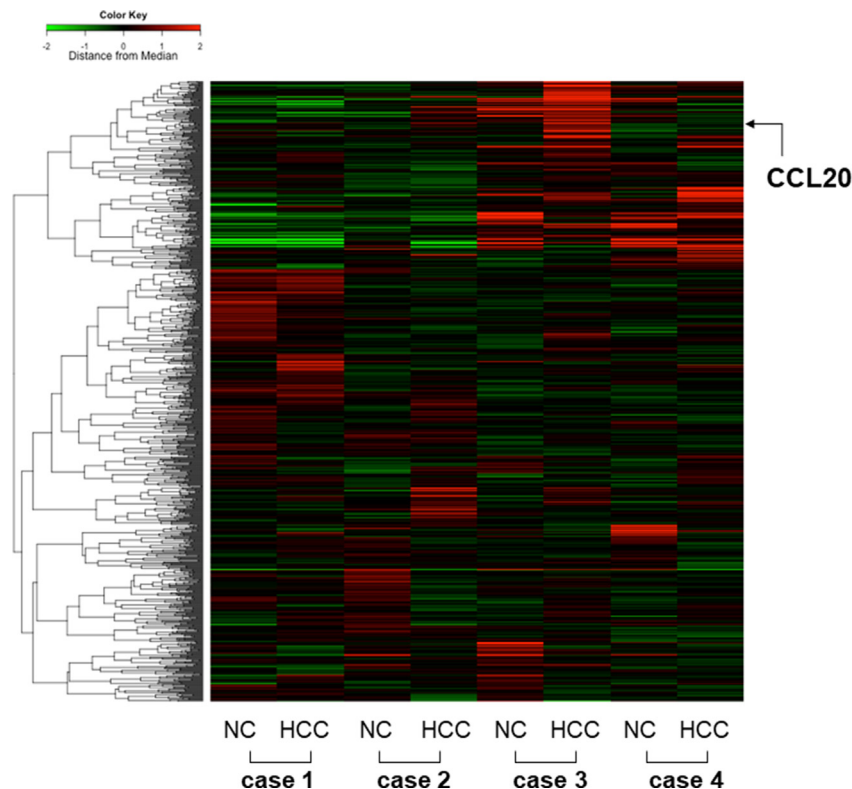 Color Key
-2 -1 0 1 2
Distance from Median
CCL20
NC HCC NC HCC NC HCC NC HCC
case 1 case 2 case 3 case 4